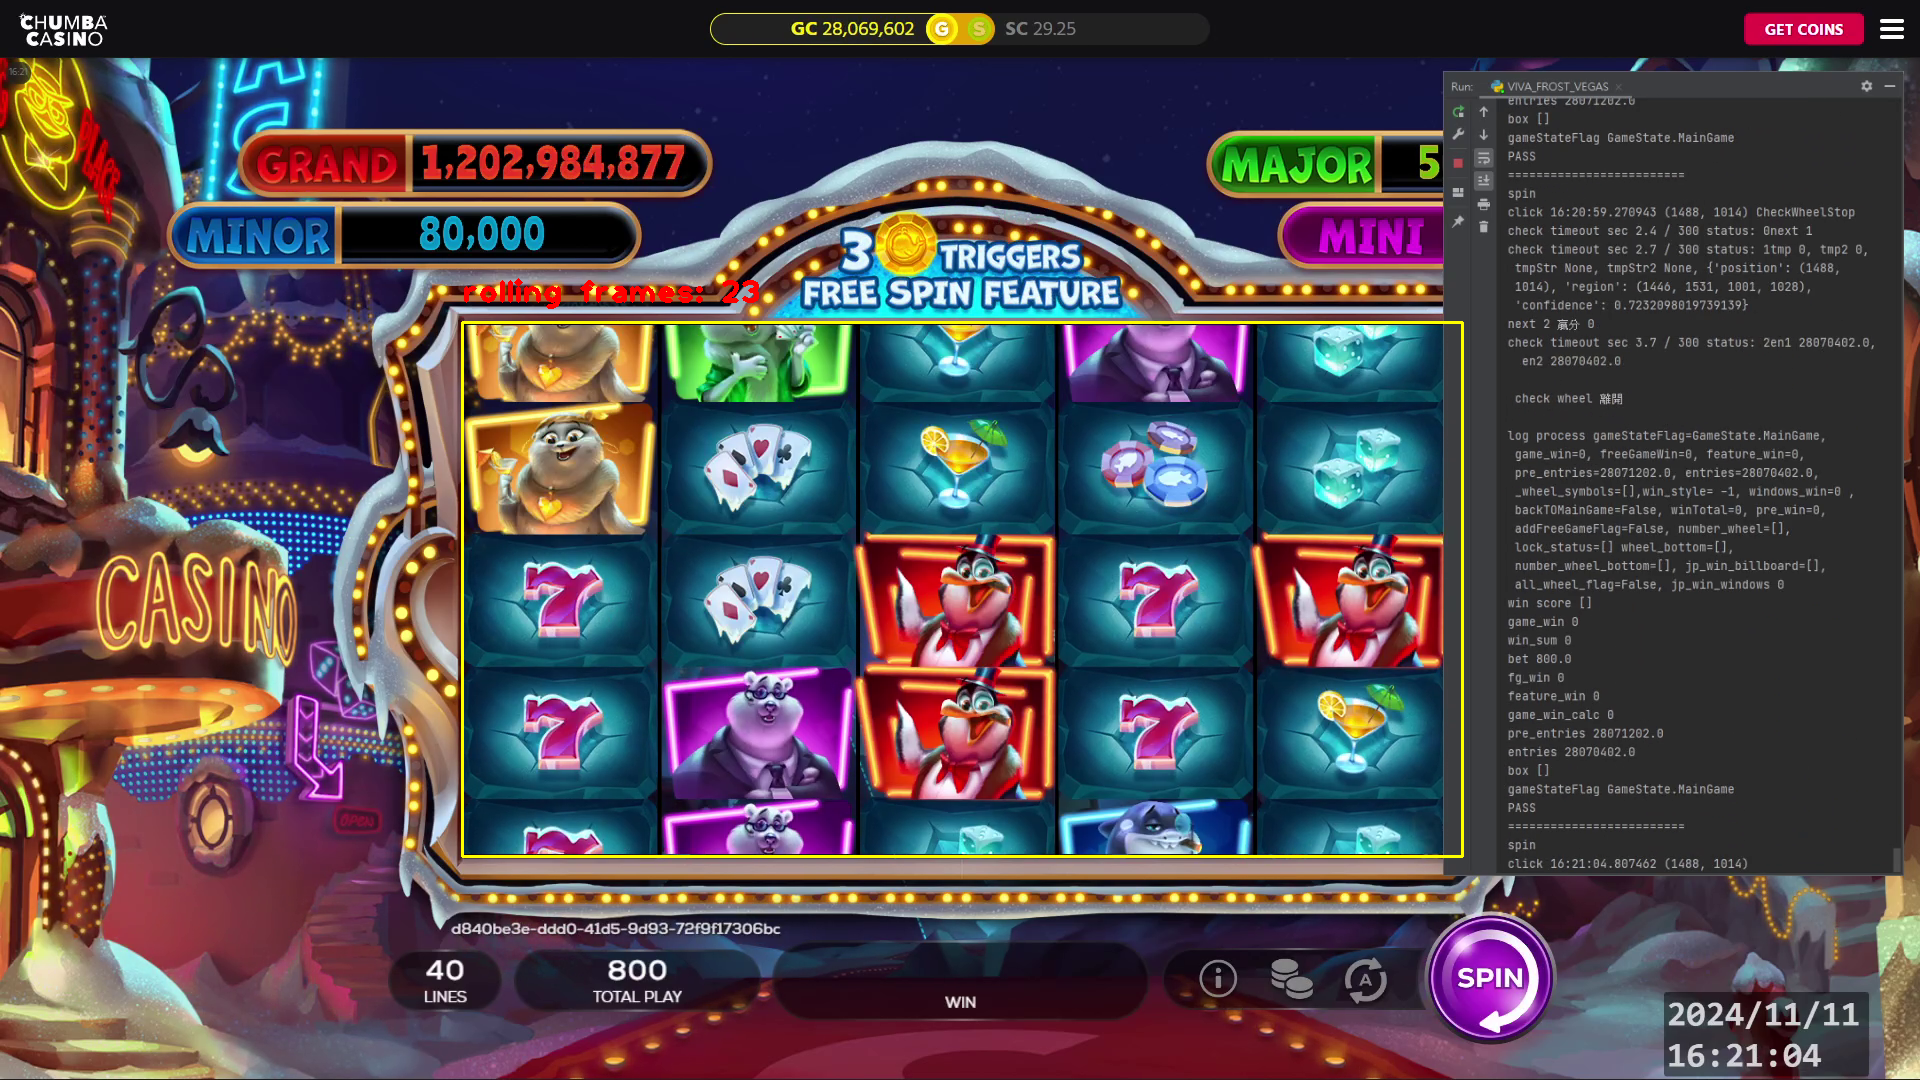 CHUMBA
CASINO
GC 28,069,602
G
S
SC 29.25
GET COINS
16:21
PLACE
GRAND
1,202,984,877
MAJOR
5
MINOR
80,000
MINI
3 TRIGGERS
FREE SPIN FEATURE
rolling frames: 23
CASINO
OPEN
Run:
VIVA_FROST_VEGAS
entries 28071202.0
box []
gameStateFlag GameState.MainGame
PASS
=========================
spin
click 16:20:59.270943 (1488, 1014) CheckWheelStop
check timeout sec 2.4 / 300 status: 0next 1
check timeout sec 2.7 / 300 status: 1tmp 0, tmp2 0,
tmpStr None, tmpStr2 None, {'position': (1488,
1014), 'region': (1446, 1531, 1001, 1028),
'confidence': 0.7232098019739139}
next 2 贏分 0
check timeout sec 3.7 / 300 status: 2en1 28070402.0,
en2 28070402.0
check wheel 離開
log process gameStateFlag=GameState.MainGame,
game_win=0, freeGameWin=0, feature_win=0,
pre_entries=28071202.0, entries=28070402.0,
_wheel_symbols=[],win_style= -1, windows_win=0 ,
backTOMainGame=False, winTotal=0, pre_win=0,
addFreeGameFlag=False, number_wheel=[],
lock_status=[] wheel_bottom=[],
number_wheel_bottom=[], jp_win_billboard=[],
all_wheel_flag=False, jp_win_windows 0
win score []
game_win 0
win_sum 0
bet 800.0
fg_win 0
feature_win 0
game_win_calc 0
pre_entries 28071202.0
entries 28070402.0
box []
gameStateFlag GameState.MainGame
PASS
=========================
spin
click 16:21:04.807462 (1488, 1014)
d840be3e-ddd0-41d5-9d93-72f9f17306bc
40
LINES
800
TOTAL PLAY
WIN
A
SPIN
2024/11/11
16:21:04